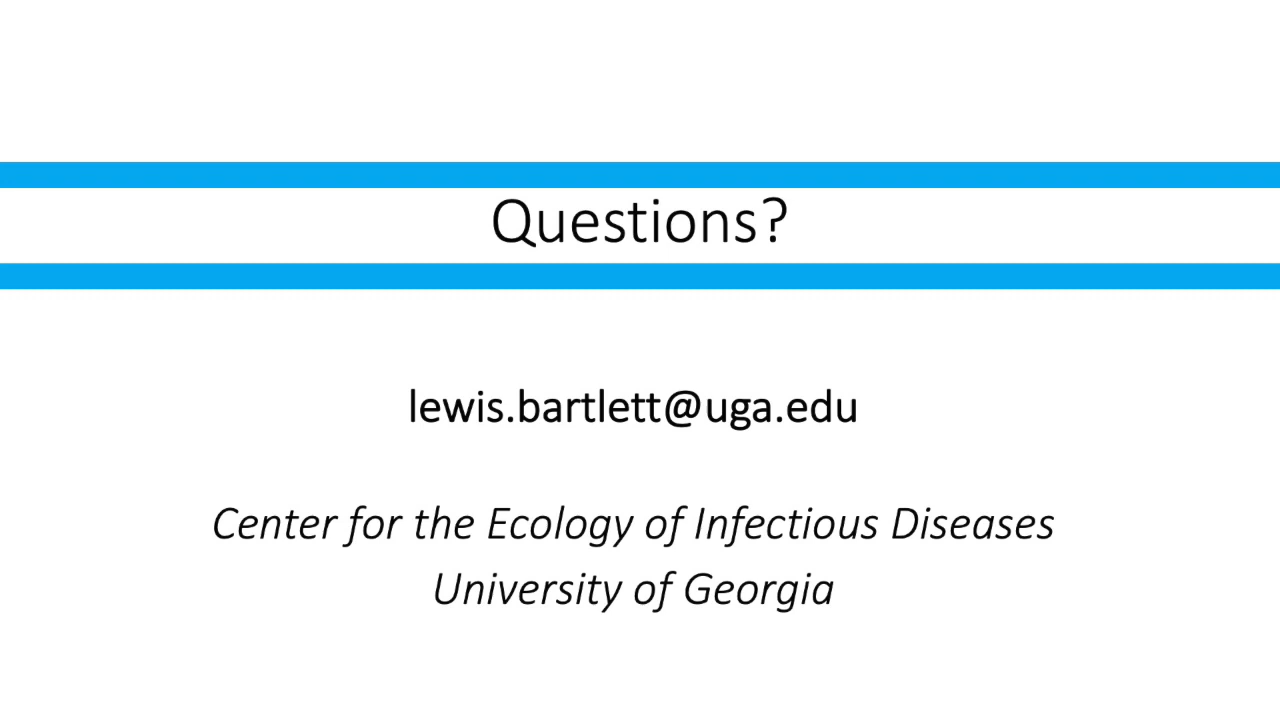 Questions?
lewis.bartlett@uga.edu
Center for the Ecology of Infectious Diseases
University of Georgia